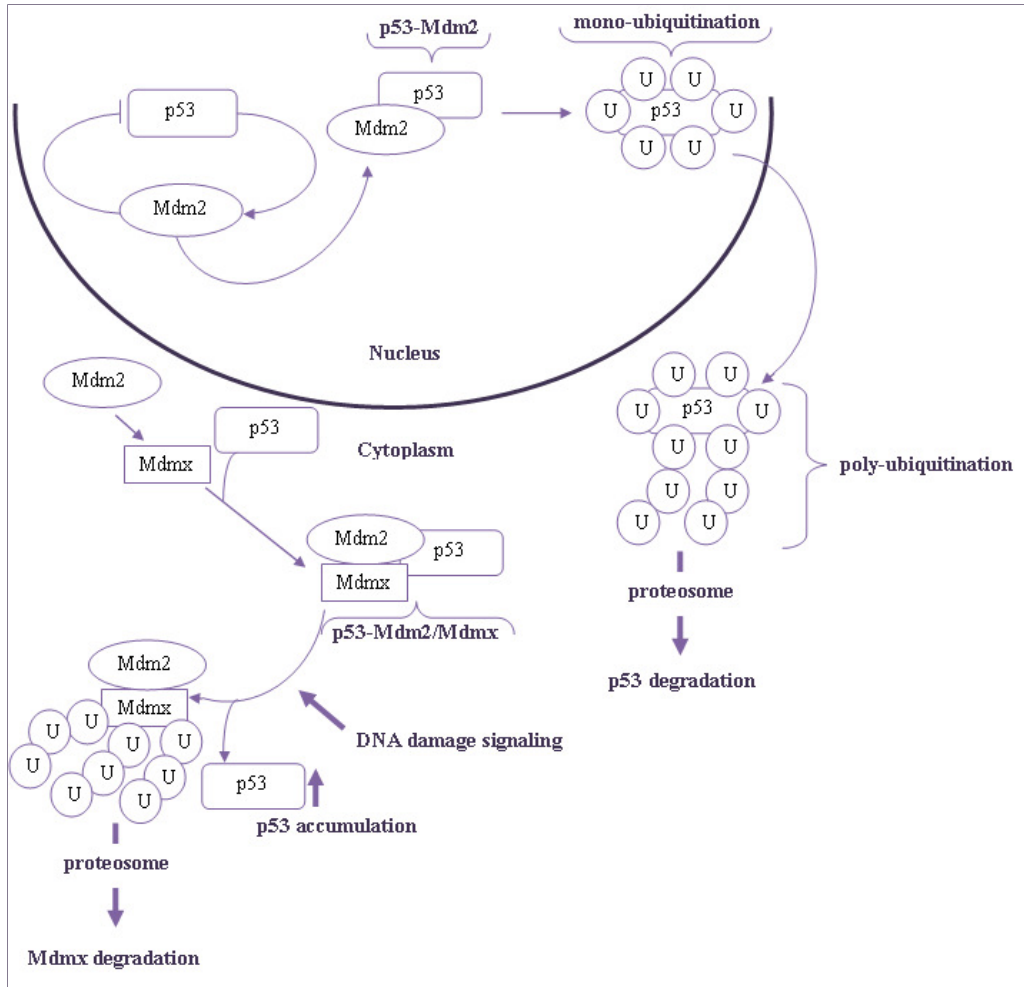 p53-Mdm2
mono-ubiquitination
p53
Mdm2
p53
Mdm2
U U
U p53 U
U U
Nucleus
Cytoplasm
Mdm2
Mdmx
p53
Mdm2
p53
Mdmx
p53-Mdm2/Mdmx
U U
U p53 U
U U
U U
U U
poly-ubiquitination
proteosome
p53 degradation
DNA damage signaling
Mdm2
Mdmx
U U U U
U U U
U U
p53
p53 accumulation
proteosome
Mdmx degradation